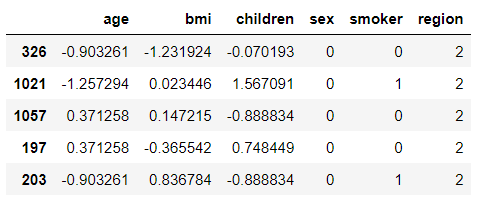 age bmi children sex smoker region
326 -0.903261 -1.231924 -0.070193 0 0 2
1021 -1.257294 0.023446 1.567091 0 1 2
1057 0.371258 0.147215 -0.888834 0 0 2
197 0.371258 -0.365542 0.748449 0 0 2
203 -0.903261 0.836784 -0.888834 0 1 2